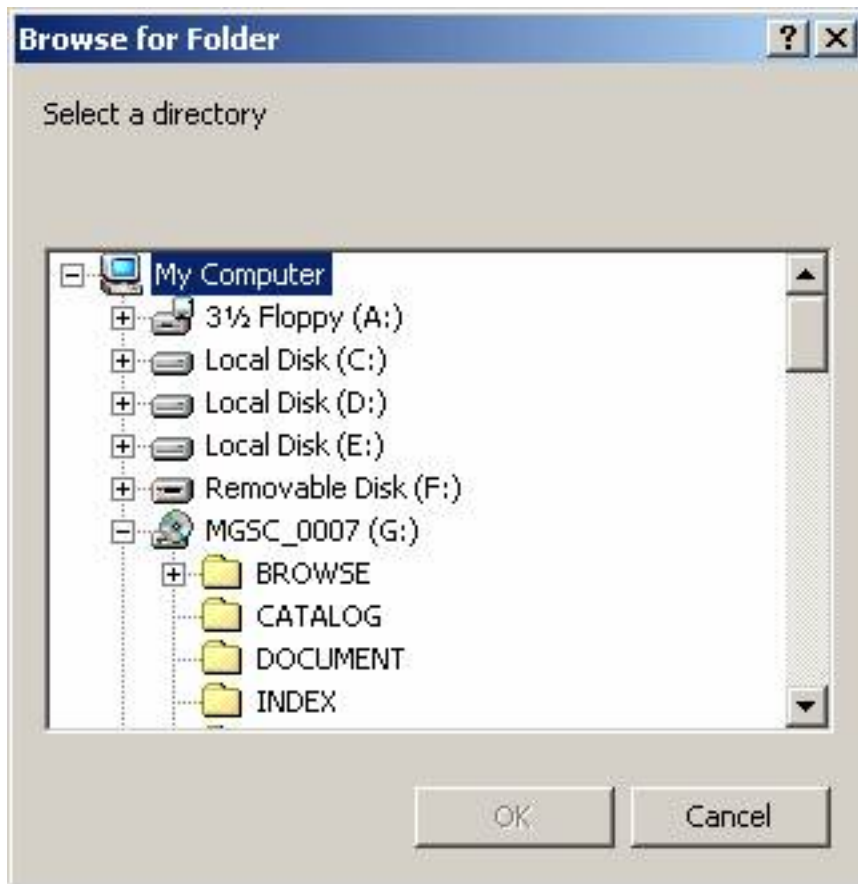 Browse for Folder
Select a directory
My Computer
3½ Floppy (A:)
Local Disk (C:)
Local Disk (D:)
Local Disk (E:)
Removable Disk (F:)
MGSC_0007 (G:)
BROWSE
CATALOG
DOCUMENT
INDEX
OK Cancel